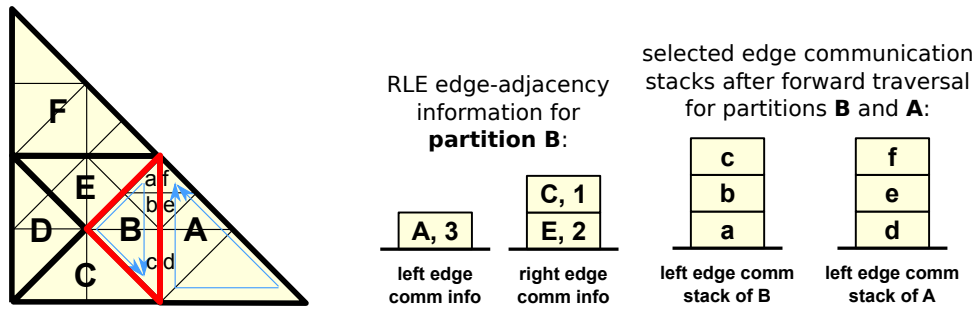 F
E
D
B
A
C
a f
b e
c d
RLE edge-adjacency
information for
partition B:
A, 3
left edge
comm info
C, 1
E, 2
right edge
comm info
selected edge communication
stacks after forward traversal
for partitions B and A:
c
b
a
left edge comm
stack of B
f
e
d
left edge comm
stack of A